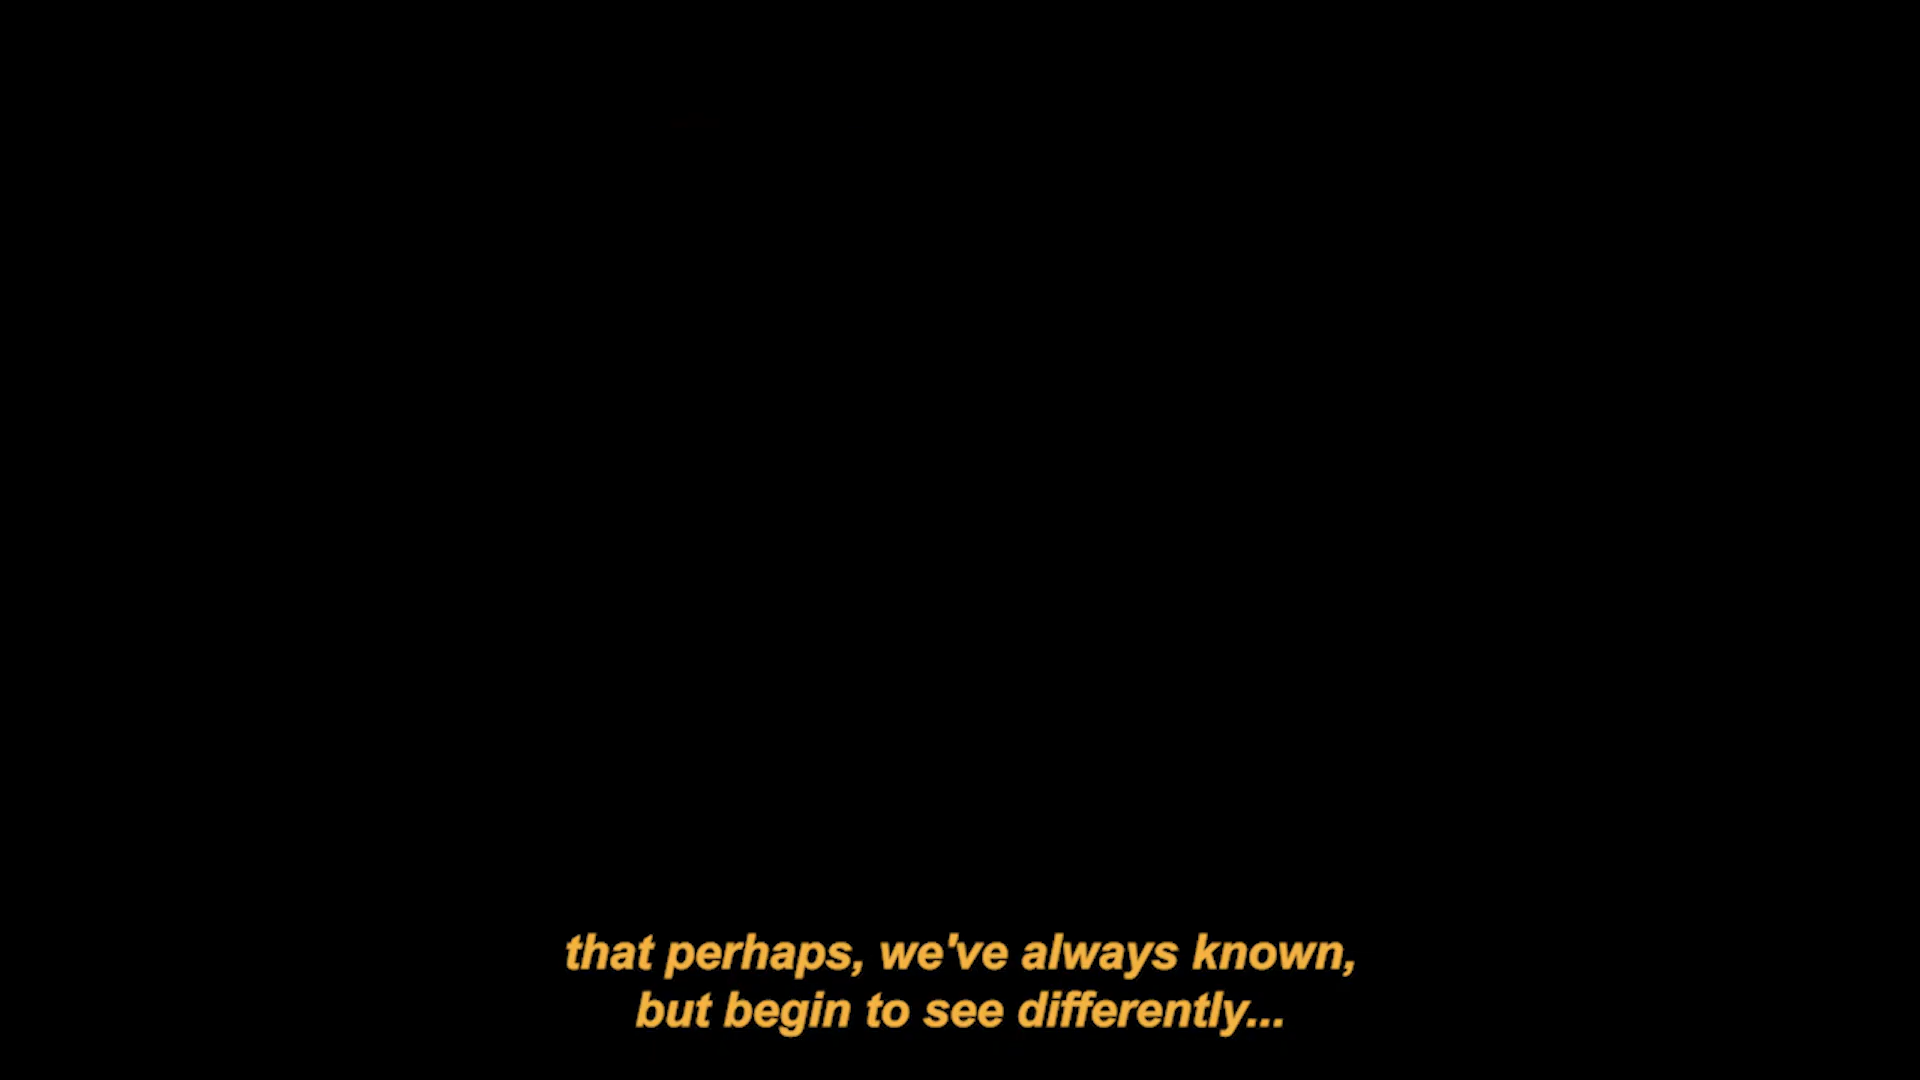 that perhaps, we've always known,
but begin to see differently...